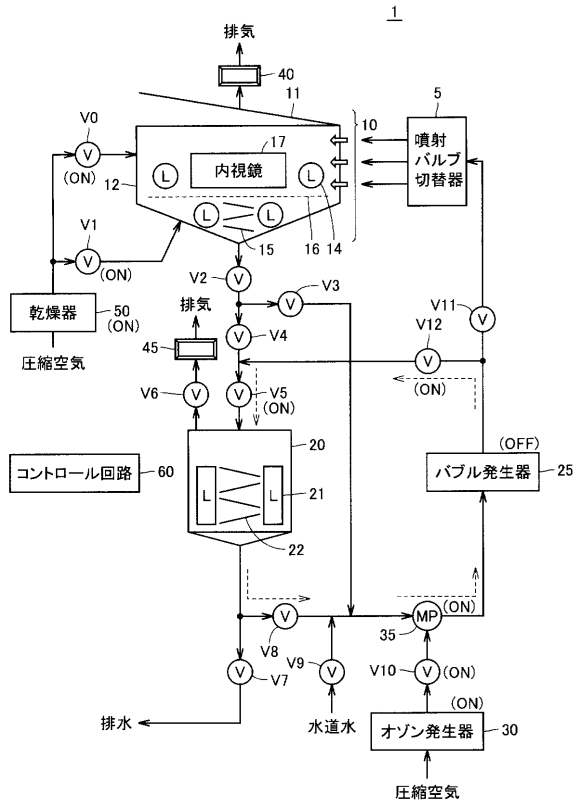 1
排気
40
11
10
5
噴射
バルブ
切替器
V0
V
(ON)
12
17
内視鏡
L
L
L
L
16
14
15
V1
V
(ON)
V2
V
V3
V
乾燥器
50
(ON)
圧縮空気
排気
V4
V
45
V11
V
V12
V
(ON)
V6
V
V5
V
(ON)
20
(OFF)
コントロール回路
60
L
L
21
バブル発生器
25
22
V
V8
MP
(ON)
35
V7
V
V9
V
V10
V
(ON)
(ON)
排水
水道水
オゾン発生器
30
圧縮空気